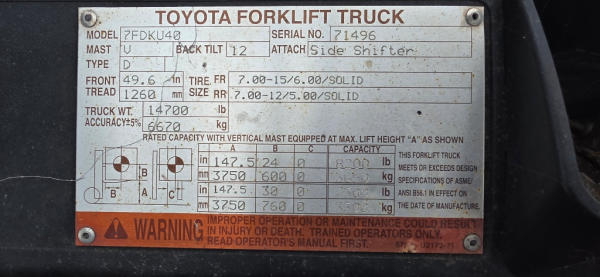 TOYOTA FORKLIFT TRUCK
MODEL 7FDKU40 SERIAL NO. 71496
MAST V BACK TILT 12 ATTACH Side Shifter
TYPE D
FRONT 49.6 in TIRE FR 7.00-15/6.00/SOLID
TREAD 1260 mm SIZE RR 7.00-12/5.00/SOLID
TRUCK WT. 14700 lb
ACCURACY±5% 6670 kg
RATED CAPACITY WITH VERTICAL MAST EQUIPPED AT MAX. LIFT HEIGHT "A" AS SHOWN
A B C CAPACITY
in 147.5 24 0 lb
mm 3750 600 0 kg
in 147.5 30 0 lb
mm 3750 760 0 kg
B A C
B
THIS FORKLIFT TRUCK
MEETS OR EXCEEDS DESIGN
SPECIFICATIONS OF ASME/
ANSI B56.1 IN EFFECT ON
THE DATE OF MANUFACTURE.
WARNING
IMPROPER OPERATION OR MAINTENANCE COULD RESULT
IN INJURY OR DEATH. TRAINED OPERATORS ONLY.
READ OPERATOR'S MANUAL FIRST.